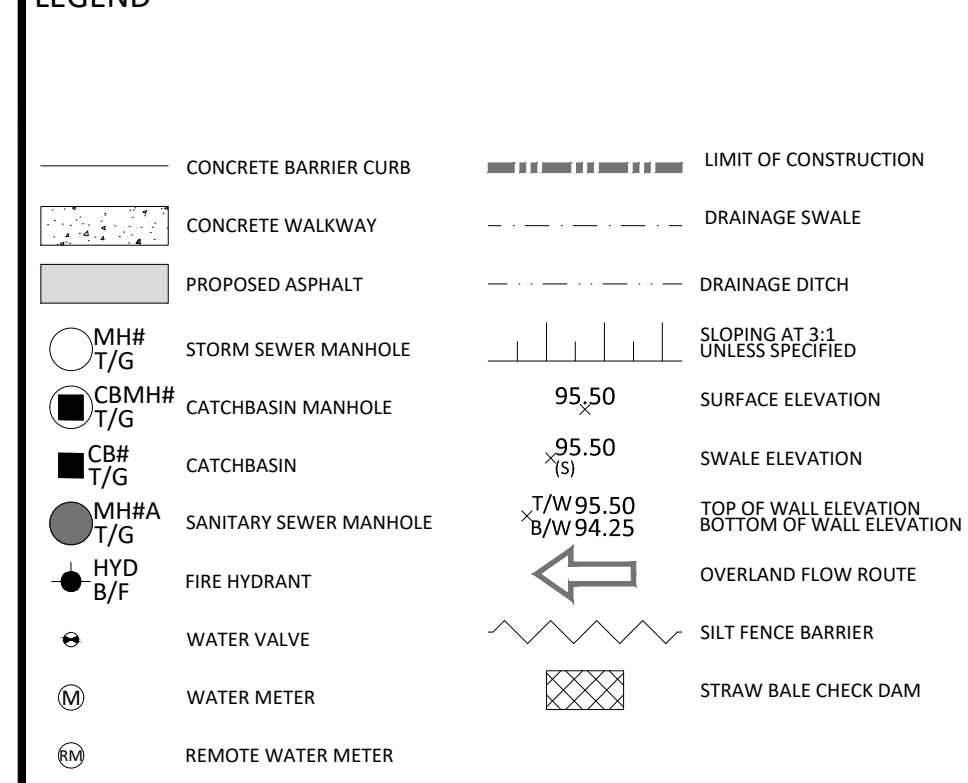 LEGEND
CONCRETE BARRIER CURB
CONCRETE WALKWAY
PROPOSED ASPHALT
MH#
T/G
STORM SEWER MANHOLE
CBMH#
T/G
CATCHBASIN MANHOLE
CB#
T/G
CATCHBASIN
MH#A
T/G
SANITARY SEWER MANHOLE
HYD
B/F
FIRE HYDRANT
WATER VALVE
M
WATER METER
RM
REMOTE WATER METER
LIMIT OF CONSTRUCTION
DRAINAGE SWALE
DRAINAGE DITCH
SLOPING AT 3:1
UNLESS SPECIFIED
95.50
SURFACE ELEVATION
95.50
(S)
SWALE ELEVATION
T/W 95.50
B/W 94.25
TOP OF WALL ELEVATION
BOTTOM OF WALL ELEVATION
OVERLAND FLOW ROUTE
SILT FENCE BARRIER
STRAW BALE CHECK DAM